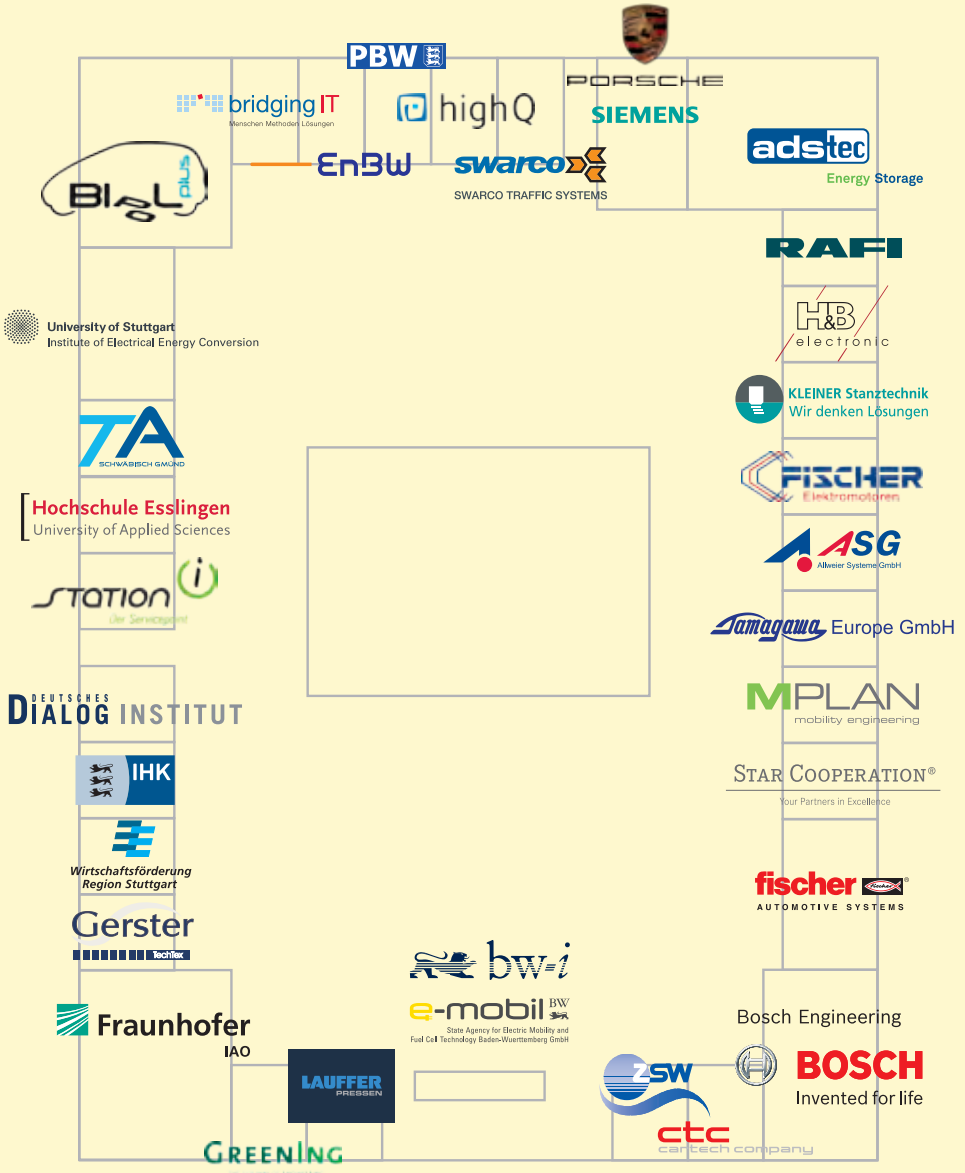 PBW
PORSCHE
bridgingIT
Menschen Methoden Lösungen
highQ
SIEMENS
adstec
Energy Storage
EnBW
swarco
SWARCO TRAFFIC SYSTEMS
plus
RAFI
H&B
electronic
University of Stuttgart
Institute of Electrical Energy Conversion
KLEINER Stanztechnik
Wir denken Lösungen
TA
SCHWÄBISCH GMÜND
FISCHER
Elektromotoren
Hochschule Esslingen
University of Applied Sciences
ASG
Allweier Systeme GmbH
STATION i
Der Servicepoint
Tamagawa Europe GmbH
DEUTSCHES
DIALOG INSTITUT
MPLAN
mobility engineering
IHK
STAR COOPERATION®
Your Partners in Excellence
Wirtschaftsförderung
Region Stuttgart
fischer fischer ®
AUTOMOTIVE SYSTEMS
Gerster
TechTex
bw-i
e-mobil BW
State Agency for Electric Mobility and
Fuel Cell Technology Baden-Wuerttemberg GmbH
Fraunhofer
IAO
Bosch Engineering
BOSCH
Invented for life
LAUFFER
PRESSEN
ZSW
ctc
cartech company
GREENING